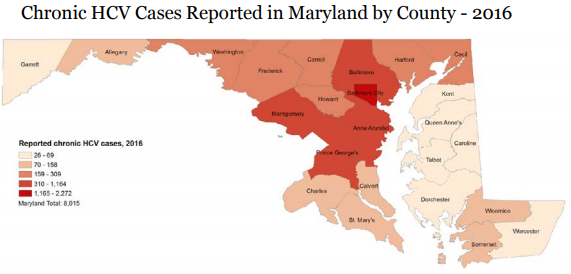 Chronic HCV Cases Reported in Maryland by County - 2016
Garrett
Allegany
Washington
Frederick
Carroll
Baltimore
Harford
Cecil
Baltimore City
Howard
Kent
Montgomery
Anne Arundel
Queen Anne's
Caroline
Prince George's
Talbot
Charles
Calvert
Dorchester
St. Mary's
Wicomico
Worcester
Somerset
Reported chronic HCV cases, 2016
26 - 69
70 - 158
159 - 309
310 - 1,164
1,165 - 2,272
Maryland Total: 8,015